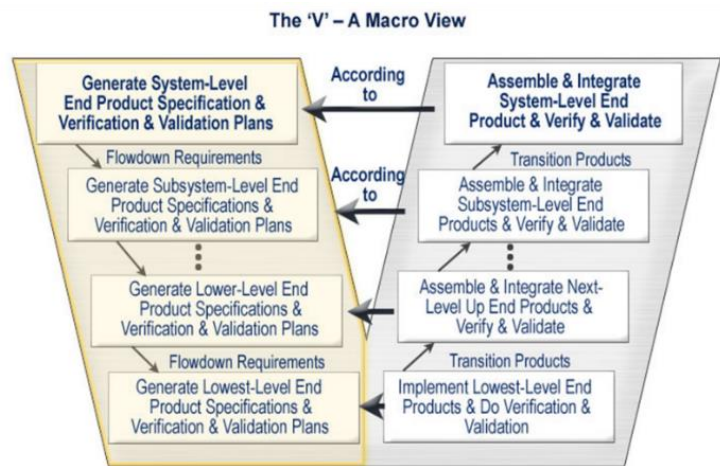 The 'V' – A Macro View
Generate System-Level
End Product Specification &
Verification & Validation Plans
According
to
Assemble & Integrate
System-Level End
Product & Verify & Validate
Flowdown Requirements
Transition Products
Generate Subsystem-Level End
Product Specifications &
Verification & Validation Plans
According
to
Assemble & Integrate
Subsystem-Level End
Products & Verify & Validate
Generate Lower-Level End
Product Specifications &
Verification & Validation Plans
Assemble & Integrate Next-
Level Up End Products &
Verify & Validate
Flowdown Requirements
Transition Products
Generate Lowest-Level End
Product Specifications &
Verification & Validation Plans
Implement Lowest-Level End
Products & Do Verification &
Validation